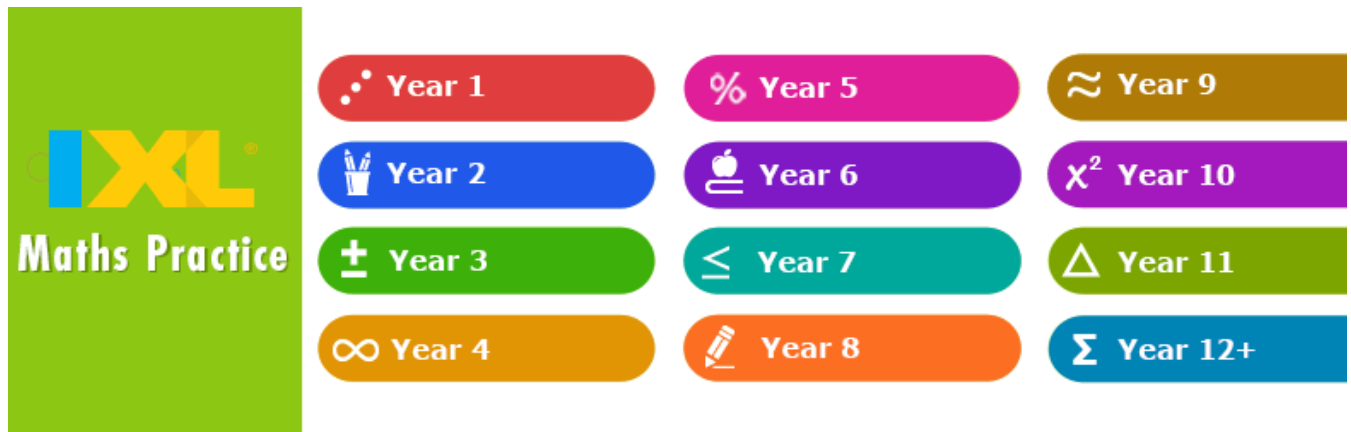 IXL®
Maths Practice
Year 1
Year 2
± Year 3
∞ Year 4
% Year 5
Year 6
≤ Year 7
Year 8
≈ Year 9
x² Year 10
△ Year 11
Σ Year 12+